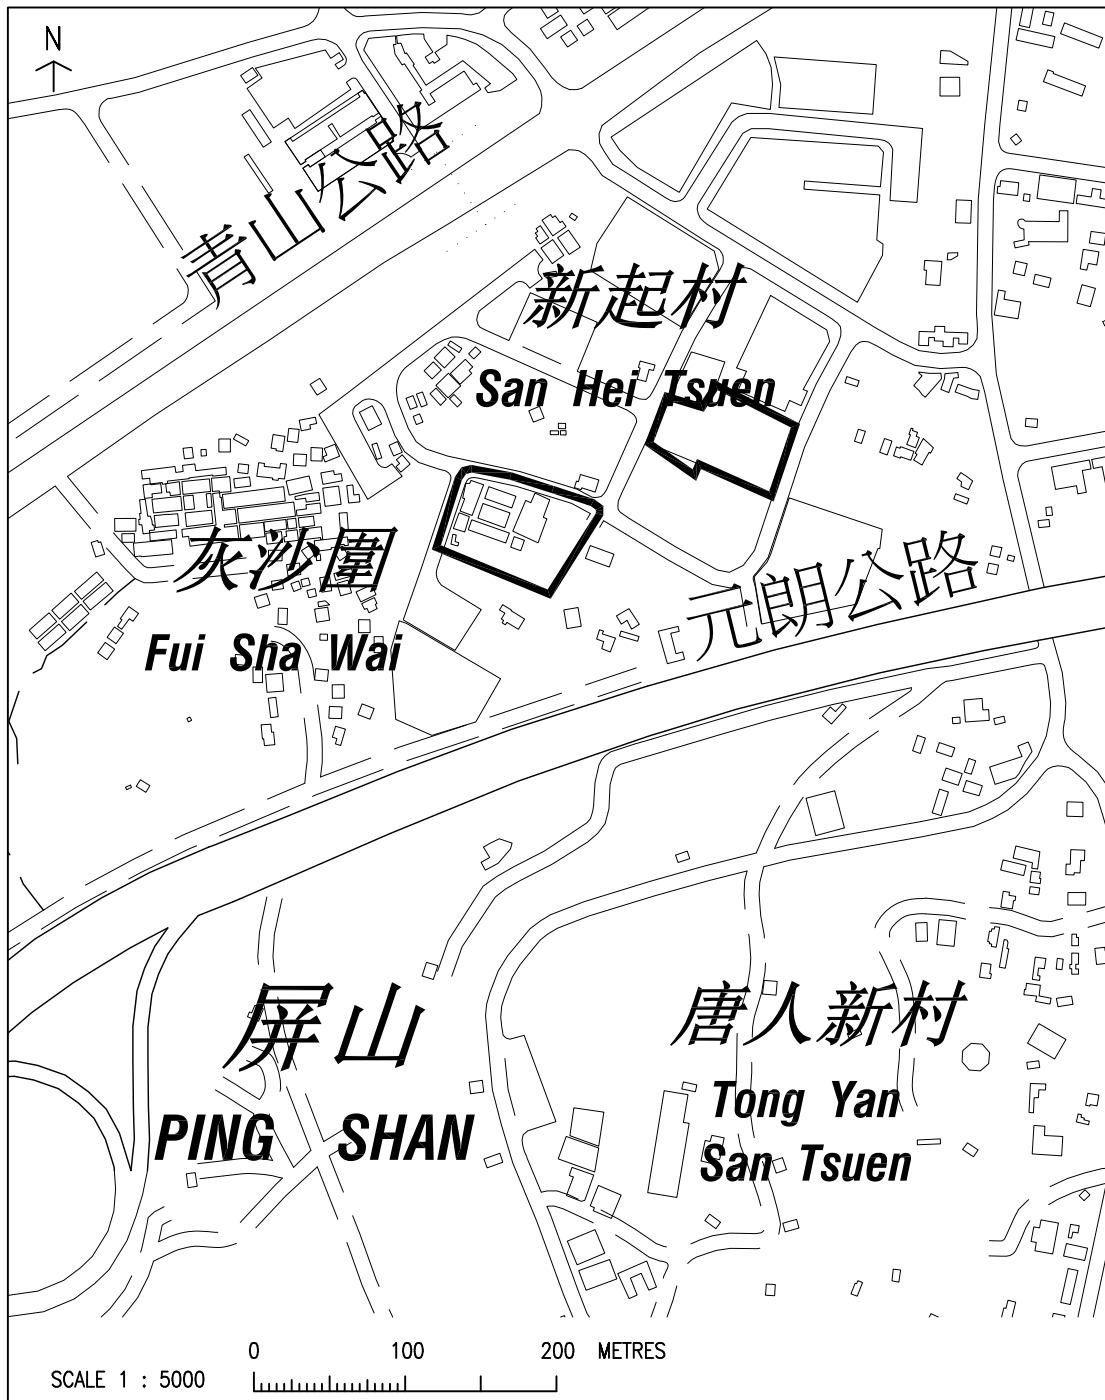 N
青山公路
新起村
San Hei Tsuen
灰沙圍
Fui Sha Wai
元朗公路
屏山
PING SHAN
唐人新村
Tong Yan
San Tsuen
0 100 200 METRES
SCALE 1 : 5000